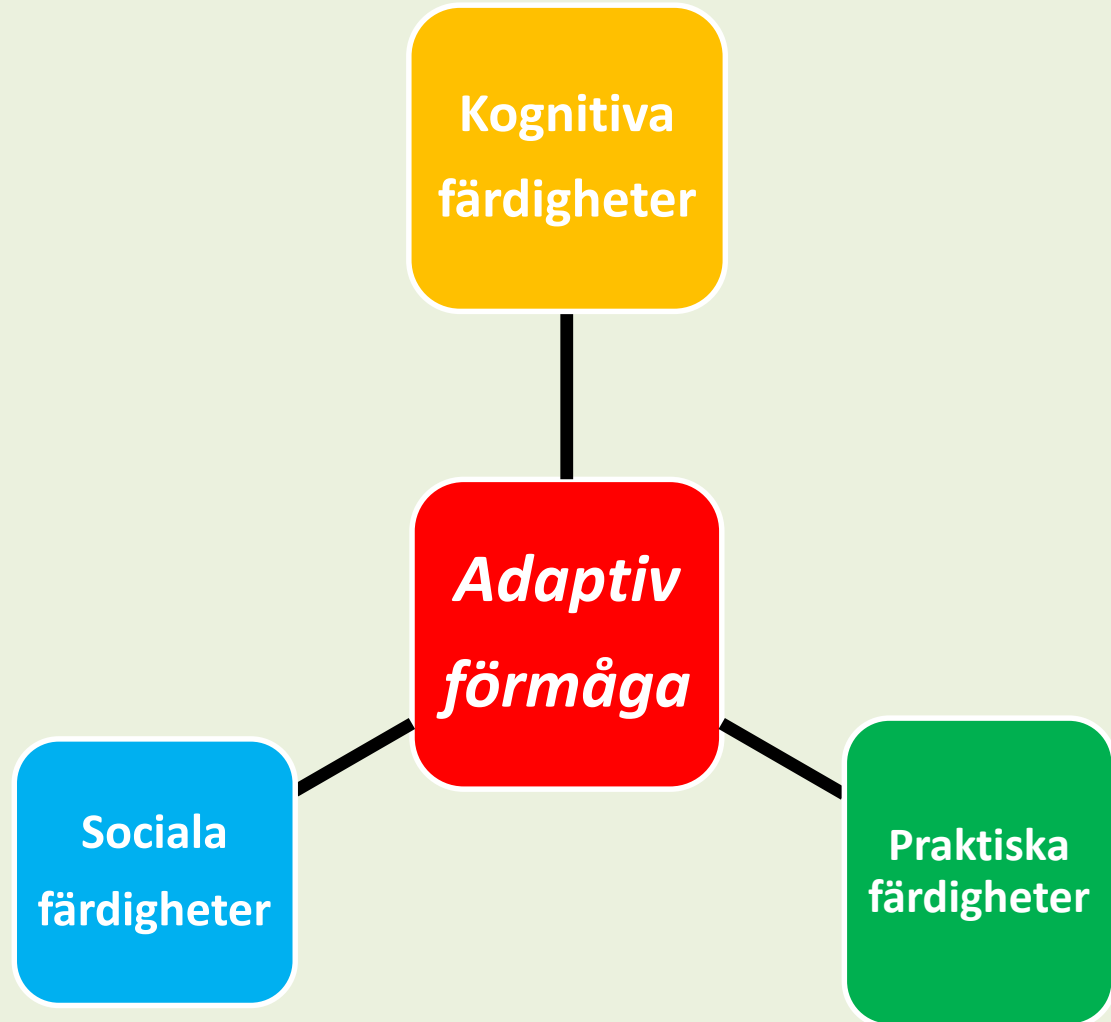 Kognitiva
färdigheter
Adaptiv
förmåga
Sociala
färdigheter
Praktiska
färdigheter